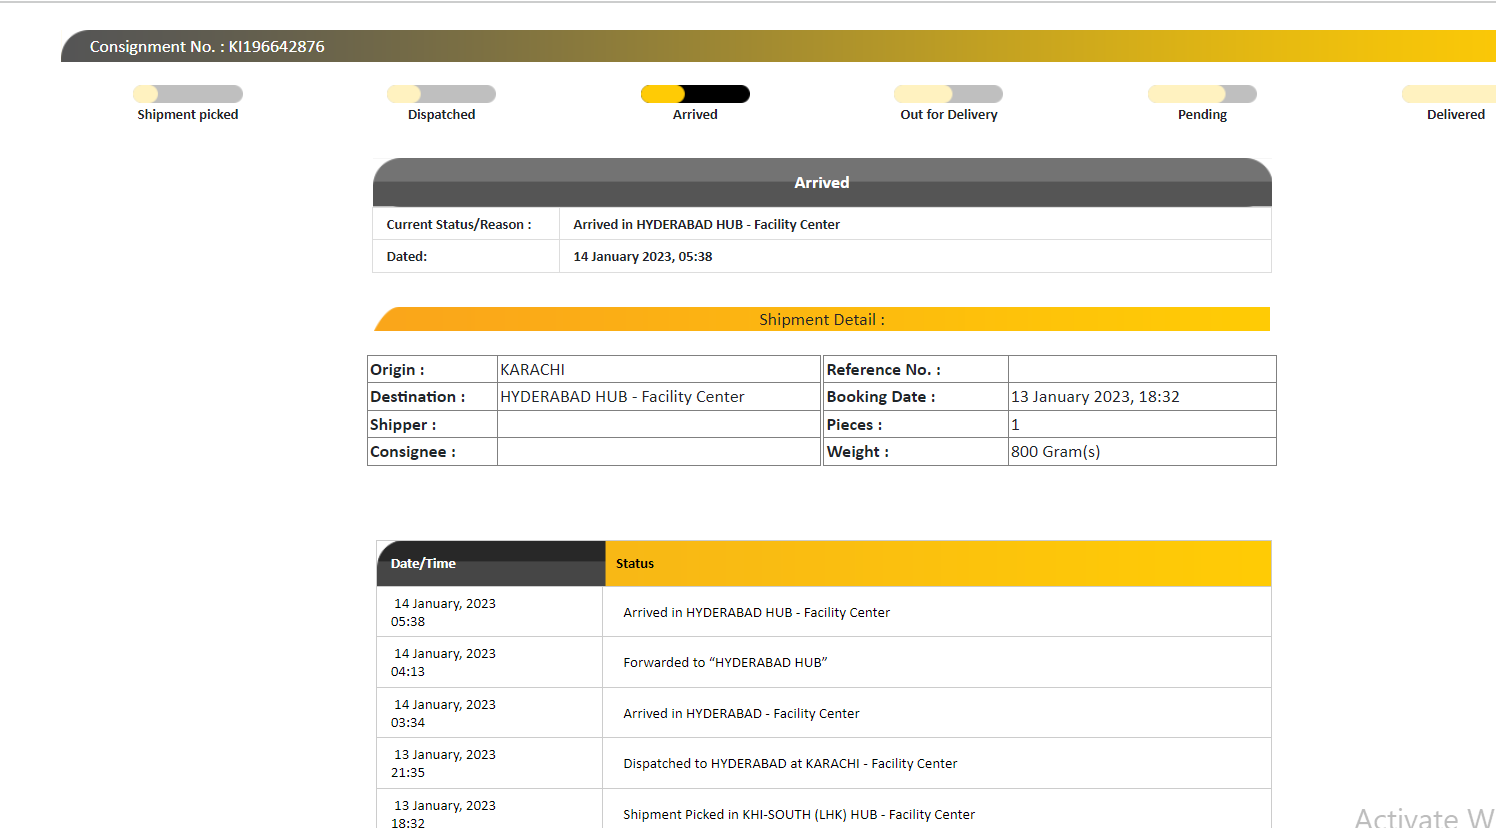 Consignment No. : KI196642876
Shipment picked
Dispatched
Arrived
Out for Delivery
Pending
Delivered
Arrived
Current Status/Reason :
Arrived in HYDERABAD HUB - Facility Center
Dated:
14 January 2023, 05:38
Shipment Detail :
Origin :
KARACHI
Reference No. :
Destination :
HYDERABAD HUB - Facility Center
Booking Date :
13 January 2023, 18:32
Shipper :
Pieces :
1
Consignee :
Weight :
800 Gram(s)
Date/Time
Status
14 January, 2023
05:38
Arrived in HYDERABAD HUB - Facility Center
14 January, 2023
04:13
Forwarded to “HYDERABAD HUB”
14 January, 2023
03:34
Arrived in HYDERABAD - Facility Center
13 January, 2023
21:35
Dispatched to HYDERABAD at KARACHI - Facility Center
13 January, 2023
18:32
Shipment Picked in KHI-SOUTH (LHK) HUB - Facility Center
Activate W